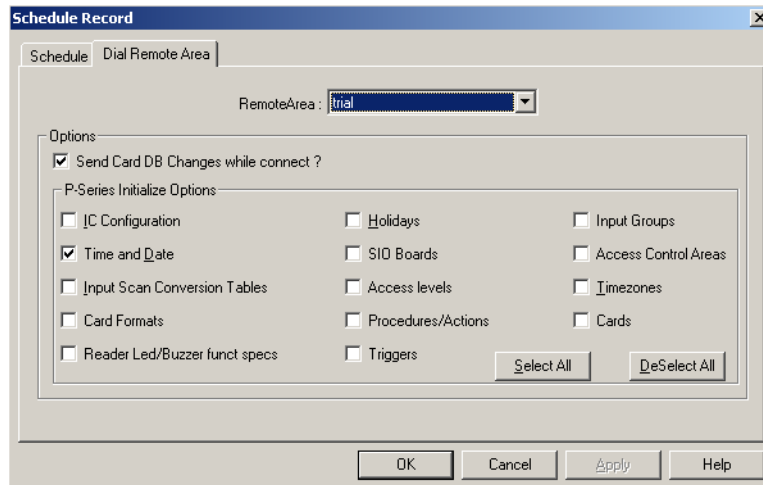 Schedule Record
Schedule Dial Remote Area
RemoteArea : trial
Options
Send Card DB Changes while connect ?
P-Series Initialize Options
IC Configuration Holidays Input Groups
Time and Date SIO Boards Access Control Areas
Input Scan Conversion Tables Access levels Timezones
Card Formats Procedures/Actions Cards
Reader Led/Buzzer funct specs Triggers
Select All DeSelect All
OK Cancel Apply Help